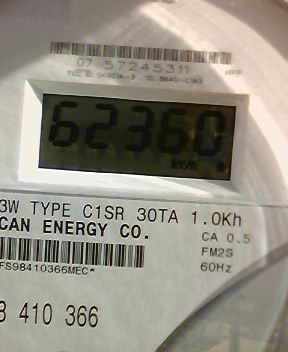 07 57245311
62360
3W TYPE C1SR 30TA 1.0Kh
CAN ENERGY CO.
CA 0.5
FM2S
60Hz
FS98410366MEC*
8 410 366